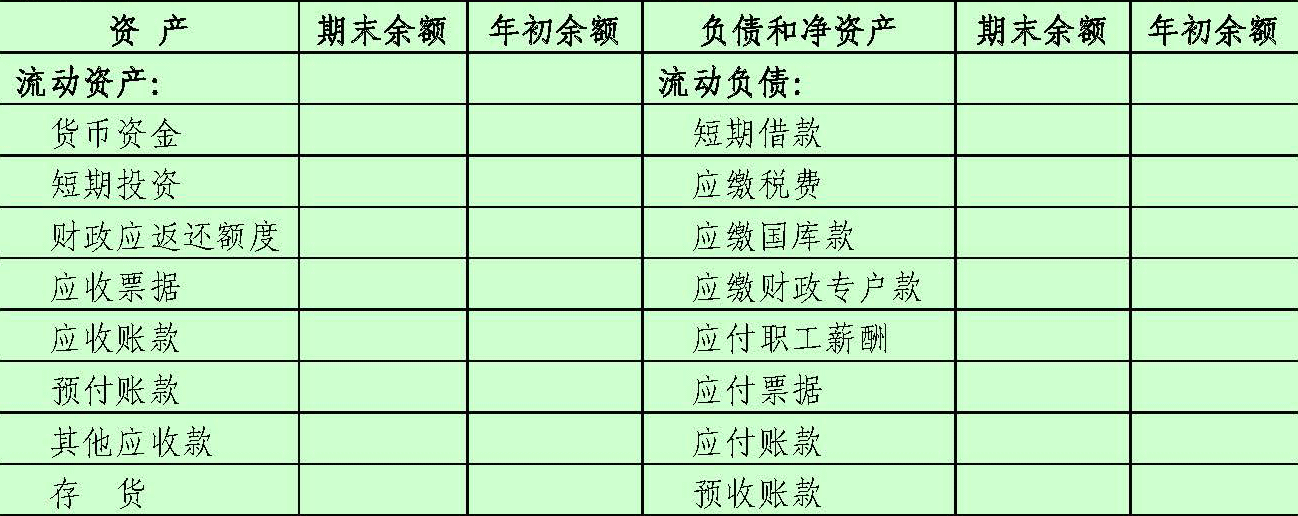 资 产 期末余额 年初余额 负债和净资产 期末余额 年初余额
流动资产： 流动负债：
货币资金 短期借款
短期投资 应缴税费
财政应返还额度 应缴国库款
应收票据 应缴财政专户款
应收账款 应付职工薪酬
预付账款 应付票据
其他应收款 应付账款
存 货 预收账款